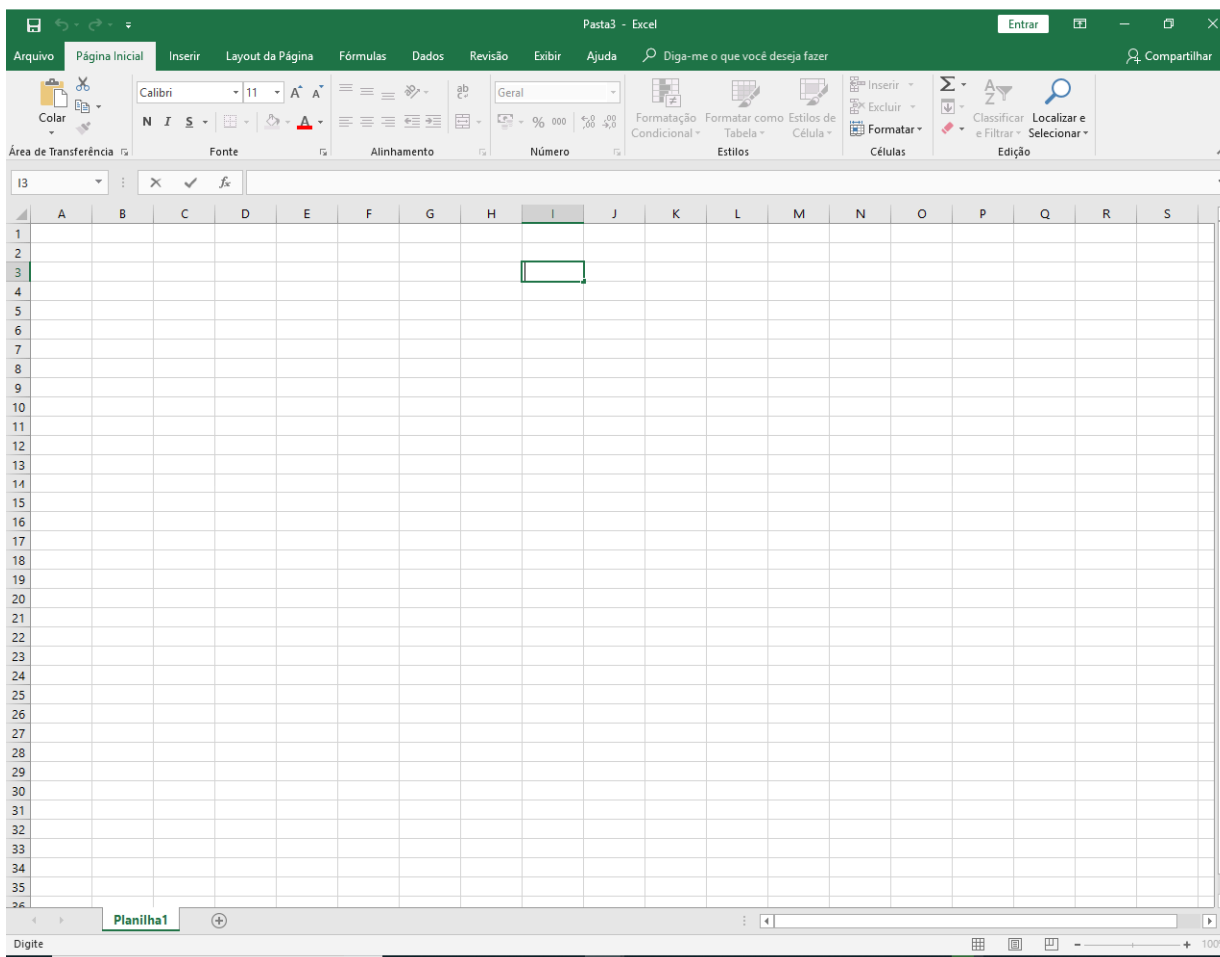 Pasta3 - Excel
Entrar
Arquivo Página Inicial Inserir Layout da Página Fórmulas Dados Revisão Exibir Ajuda Diga-me o que você deseja fazer Compartilhar
Colar
Calibri 11
N I S A
ab
Geral
% 000
Formatação Condicional
Formatar como Tabela
Estilos de Célula
Inserir
Excluir
Formatar
Classificar e Filtrar
Localizar e Selecionar
Área de Transferência Fonte Alinhamento Número Estilos Células Edição
I3 fx
A B C D E F G H I J K L M N O P Q R S
1
2
3
4
5
6
7
8
9
10
11
12
13
14
15
16
17
18
19
20
21
22
23
24
25
26
27
28
29
30
31
32
33
34
35
36
Planilha1
Digite 100%